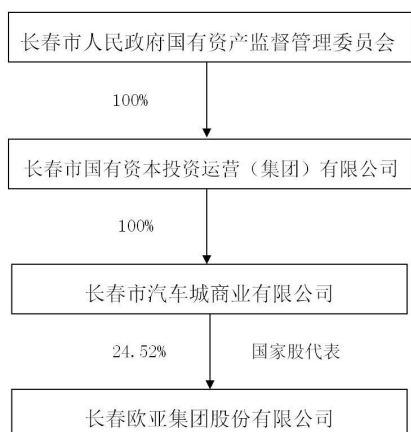 长春市人民政府国有资产监督管理委员会
100%
长春市国有资本投资运营（集团）有限公司
100%
长春市汽车城商业有限公司
24.52% 国家股代表
长春欧亚集团股份有限公司